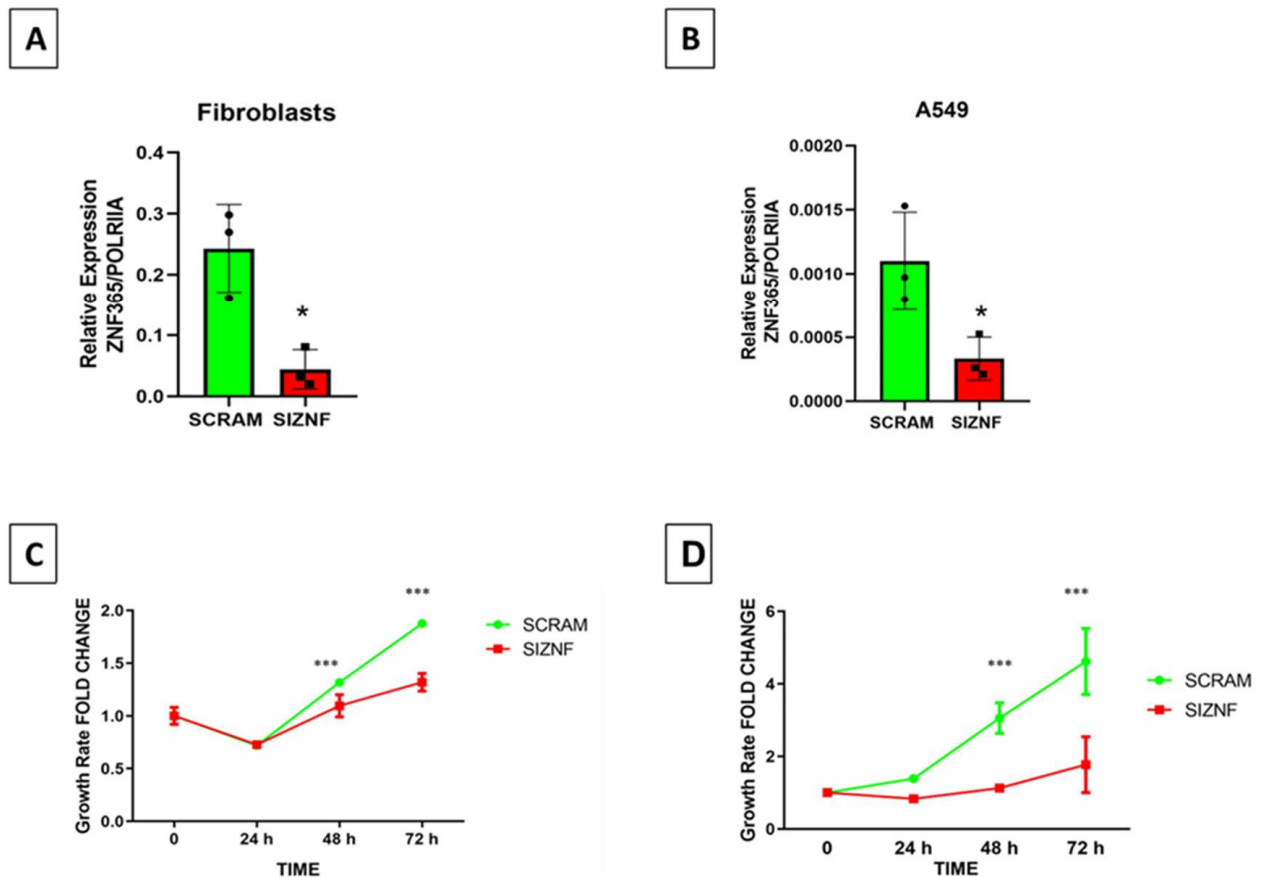 A
Fibroblasts
Relative Expression
ZNF365/POLRIIA
0.4
0.3
0.2
0.1
0.0
*
SCRAM SIZNF
B
A549
Relative Expression
ZNF365/POLRIIA
0.0020
0.0015
0.0010
0.0005
0.0000
*
SCRAM SIZNF
C
Growth Rate FOLD CHANGE
2.0
1.5
1.0
0.5
0.0
***
***
0 24 h 48 h 72 h
TIME
SCRAM
SIZNF
D
Growth Rate FOLD CHANGE
6
4
2
0
***
***
0 24 h 48 h 72 h
TIME
SCRAM
SIZNF